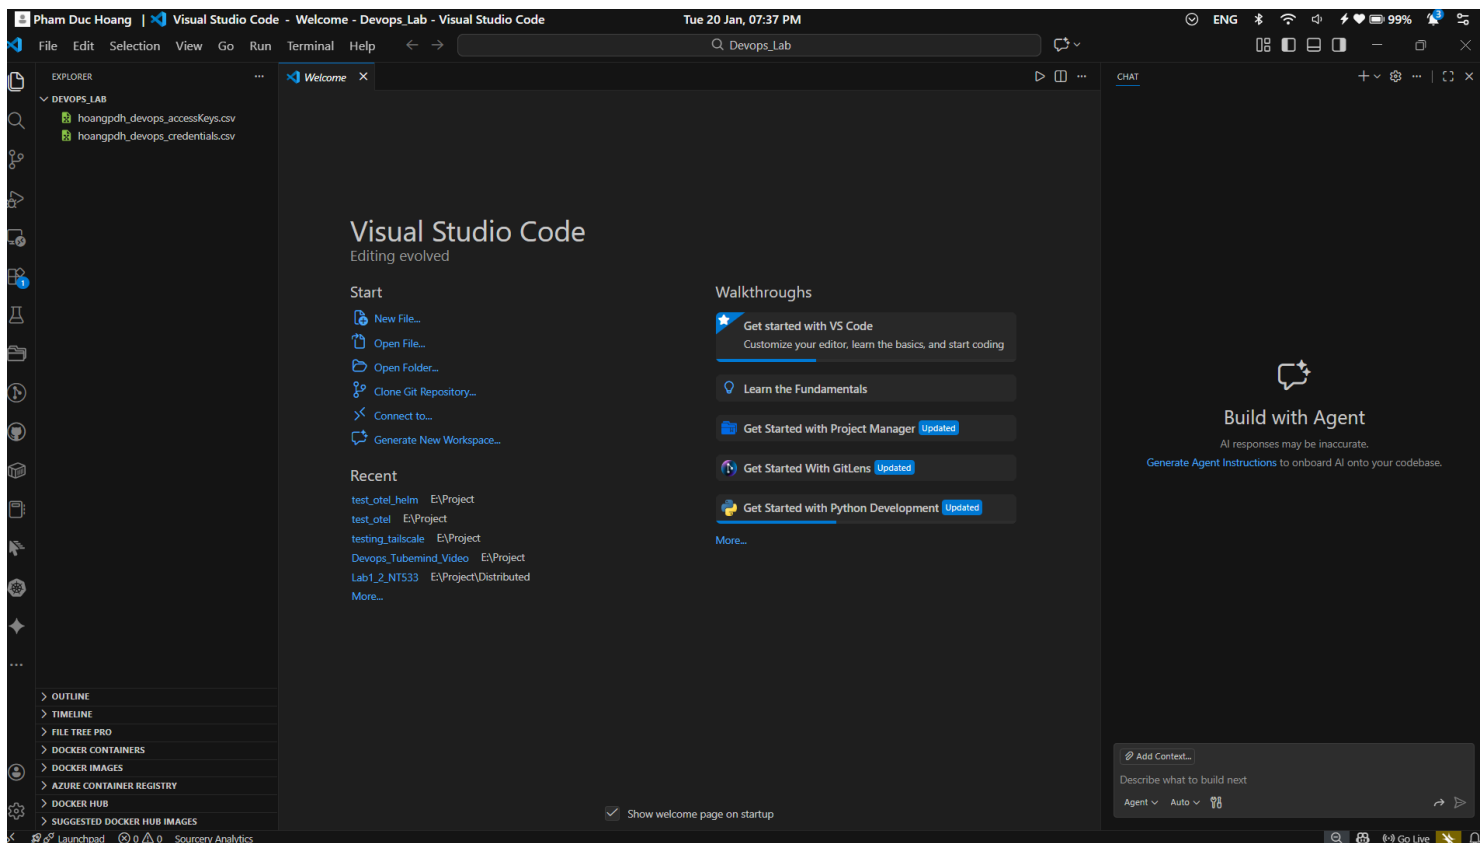 Pham Duc Hoang | Visual Studio Code - Welcome - Devops_Lab - Visual Studio Code
Tue 20 Jan, 07:37 PM
ENG
99%
3
File Edit Selection View Go Run Terminal Help
Devops_Lab
EXPLORER
DEVOPS_LAB
hoangpdh_devops_accessKeys.csv
hoangpdh_devops_credentials.csv
1
OUTLINE
TIMELINE
FILE TREE PRO
DOCKER CONTAINERS
DOCKER IMAGES
AZURE CONTAINER REGISTRY
DOCKER HUB
SUGGESTED DOCKER HUB IMAGES
Welcome
Visual Studio Code
Editing evolved
Start
New File...
Open File...
Open Folder...
Clone Git Repository...
Connect to...
Generate New Workspace...
Recent
test_otel_helm E:\Project
test_otel E:\Project
testing_tailscale E:\Project
Devops_Tubemind_Video E:\Project
Lab1_2_NT533 E:\Project\Distributed
More...
Walkthroughs
Get started with VS Code
Customize your editor, learn the basics, and start coding
Learn the Fundamentals
Get Started with Project Manager Updated
Get Started With GitLens Updated
Get Started with Python Development Updated
More...
Show welcome page on startup
CHAT
Build with Agent
AI responses may be inaccurate.
Generate Agent Instructions to onboard AI onto your codebase.
Add Context...
Describe what to build next
Agent Auto
Launchpad 0 0 Sourcery Analytics
Go Live